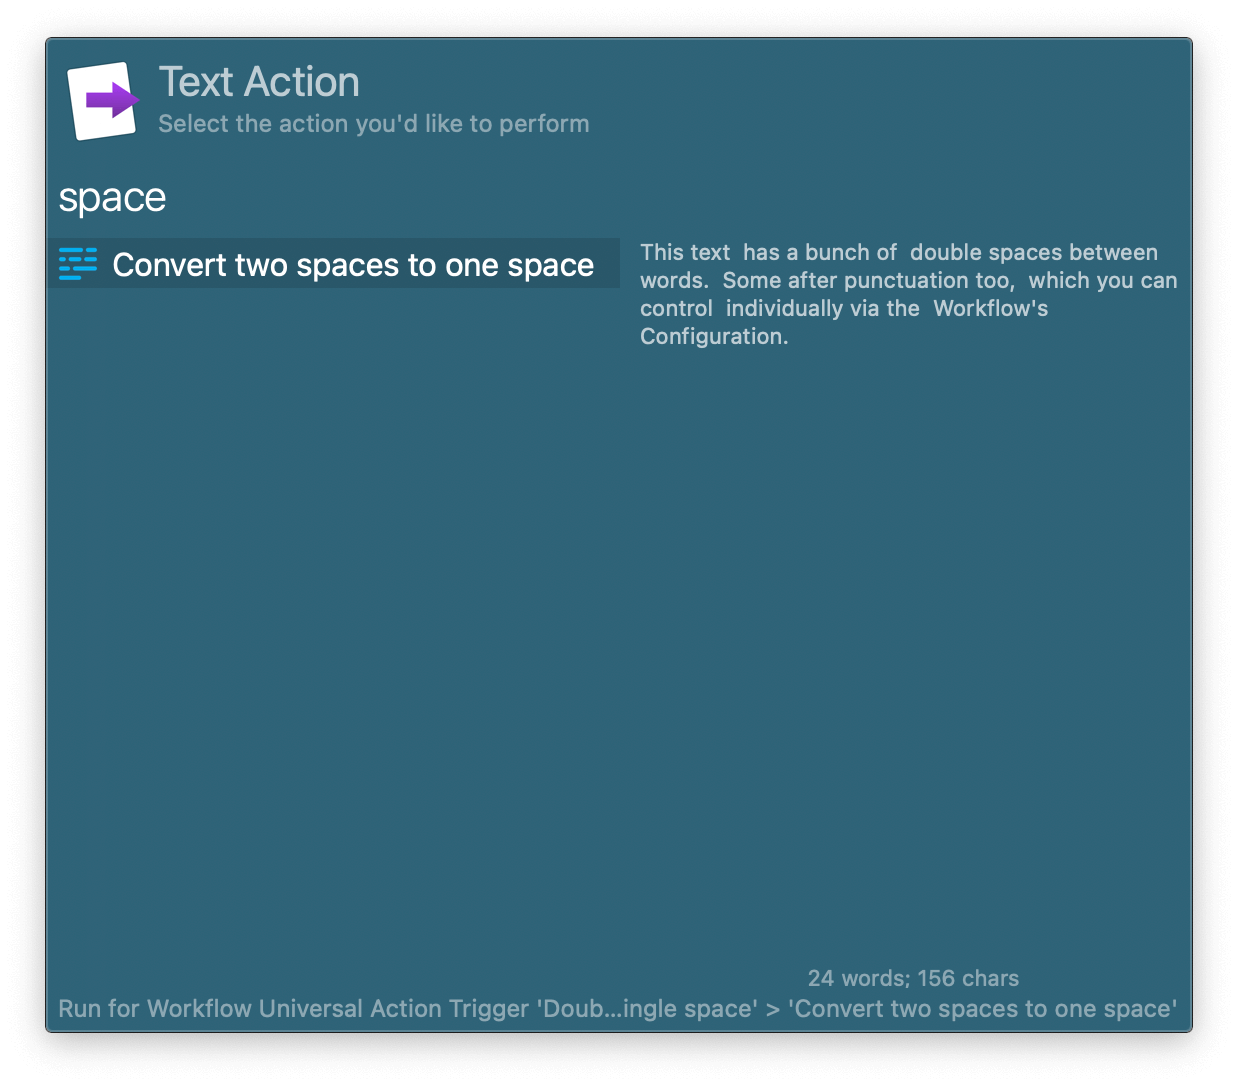 Text Action
Select the action you'd like to perform
space
Convert two spaces to one space
This text  has a bunch of  double spaces between
words.  Some after punctuation too,  which you can
control  individually via the  Workflow's
Configuration.
24 words; 156 chars
Run for Workflow Universal Action Trigger 'Doub...ingle space' > 'Convert two spaces to one space'